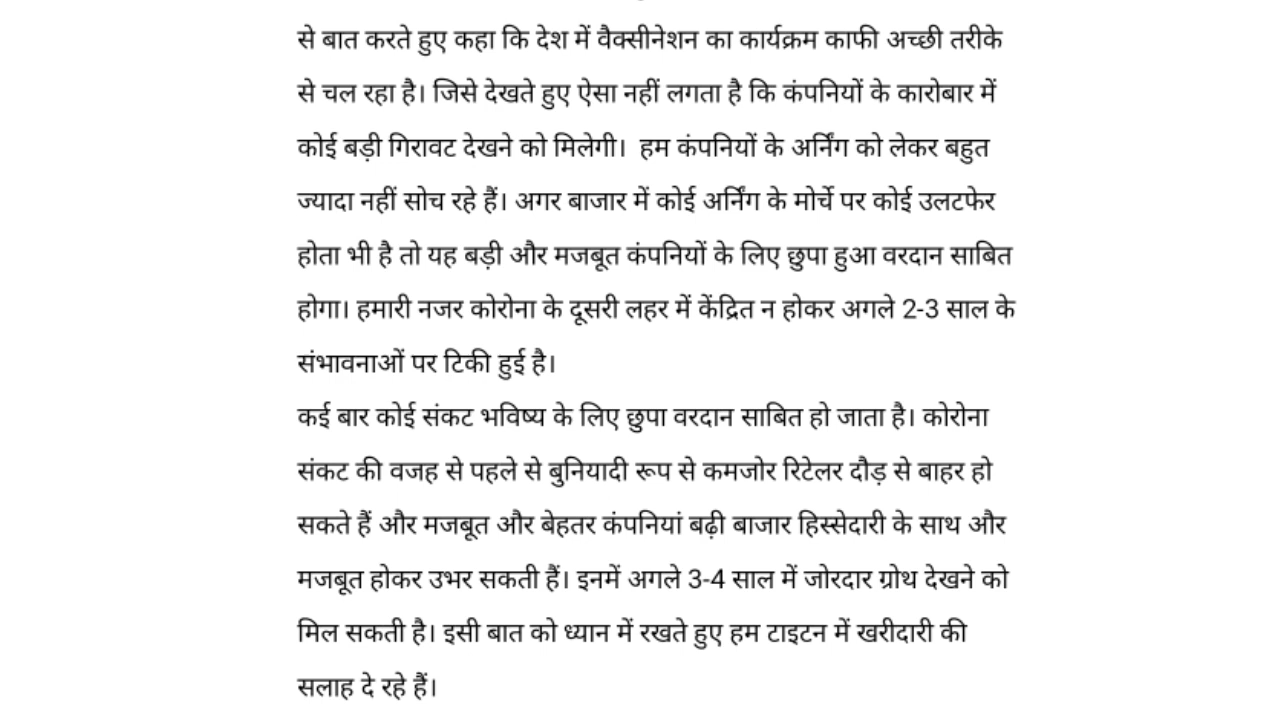 से बात करते हुए कहा कि देश में वैक्सीनेशन का कार्यक्रम काफी अच्छी तरीके
से चल रहा है। जिसे देखते हुए ऐसा नहीं लगता है कि कंपनियों के कारोबार में
कोई बड़ी गिरावट देखने को मिलेगी। हम कंपनियों के अर्निंग को लेकर बहुत
ज्यादा नहीं सोच रहे हैं। अगर बाजार में कोई अर्निंग के मोर्चे पर कोई उलटफेर
होता भी है तो यह बड़ी और मजबूत कंपनियों के लिए छुपा हुआ वरदान साबित
होगा। हमारी नजर कोरोना के दूसरी लहर में केंद्रित न होकर अगले 2-3 साल के
संभावनाओं पर टिकी हुई है।
कई बार कोई संकट भविष्य के लिए छुपा वरदान साबित हो जाता है। कोरोना
संकट की वजह से पहले से बुनियादी रूप से कमजोर रिटेलर दौड़ से बाहर हो
सकते हैं और मजबूत और बेहतर कंपनियां बढ़ी बाजार हिस्सेदारी के साथ और
मजबूत होकर उभर सकती हैं। इनमें अगले 3-4 साल में जोरदार ग्रोथ देखने को
मिल सकती है। इसी बात को ध्यान में रखते हुए हम टाइटन में खरीदारी की
सलाह दे रहे हैं।